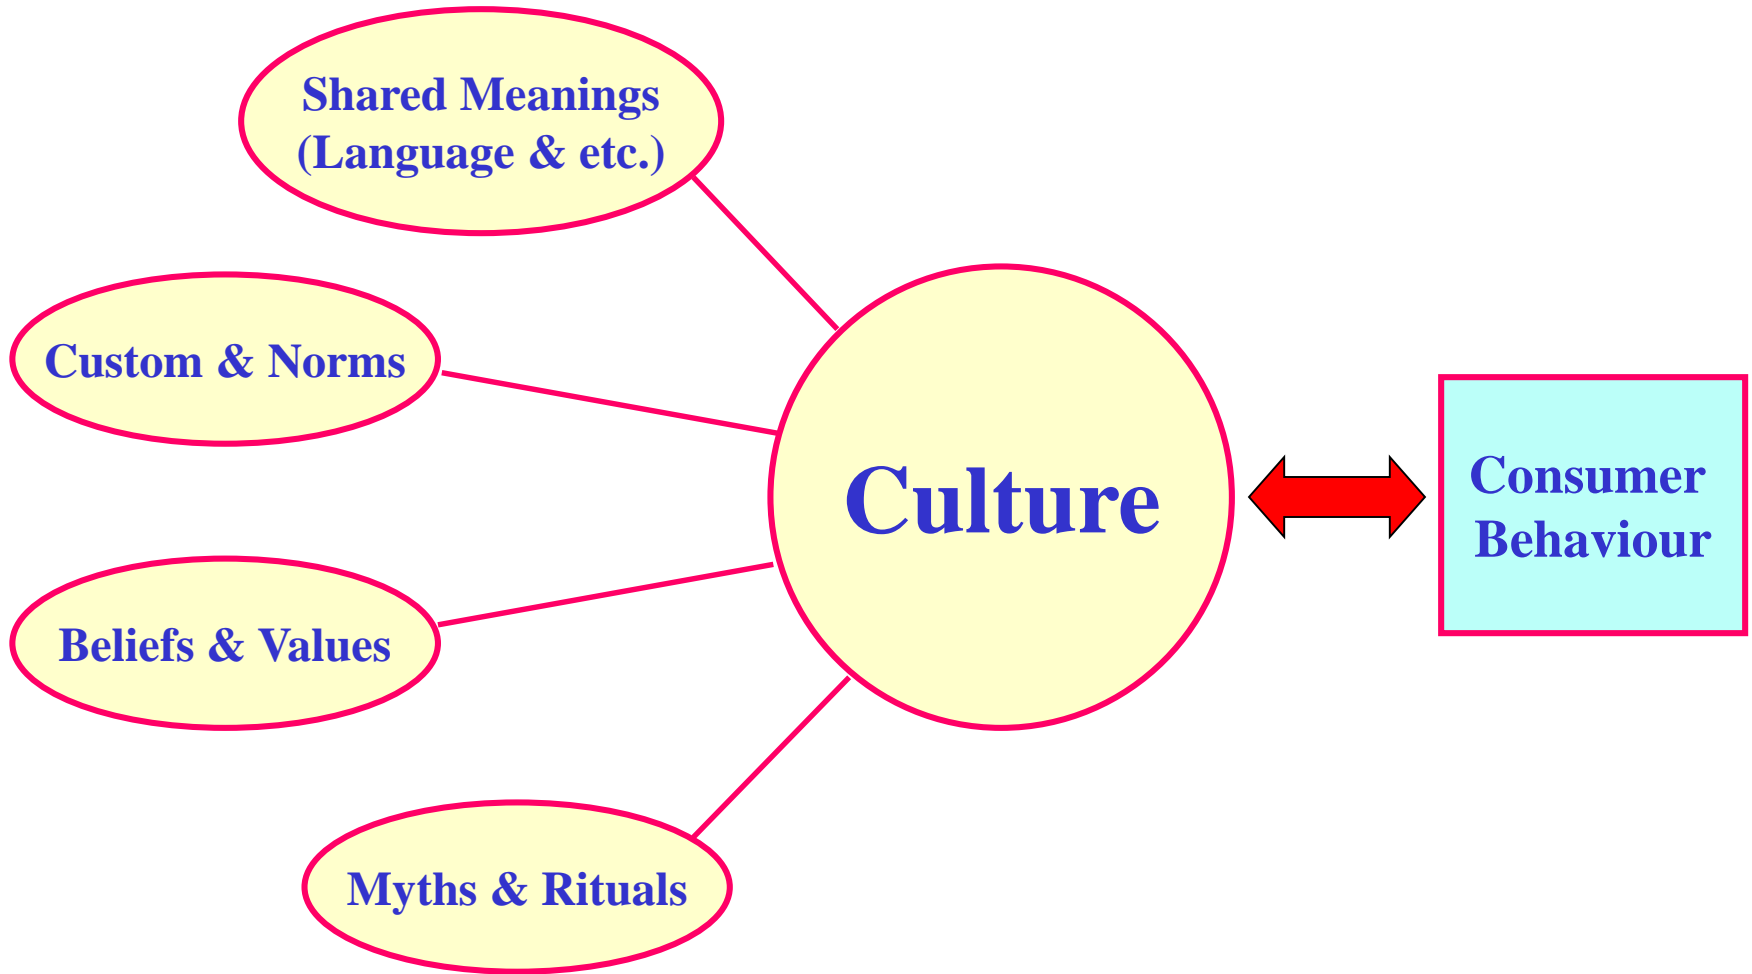 Shared Meanings
(Language & etc.)
Custom & Norms
Culture
Consumer
Behaviour
Beliefs & Values
Myths & Rituals